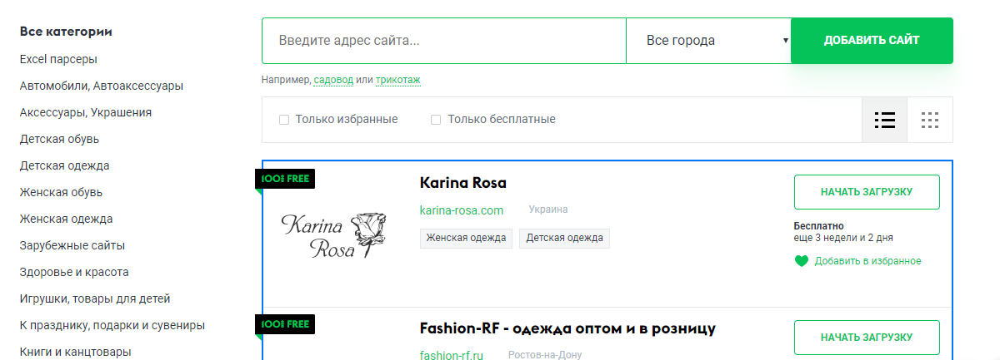 Все категории
Excel парсеры
Автомобили, Автоаксессуары
Аксессуары, Украшения
Детская обувь
Детская одежда
Женская обувь
Женская одежда
Зарубежные сайты
Здоровье и красота
Игрушки, товары для детей
К празднику, подарки и сувениры
Книги и канцтовары
Введите адрес сайта...
Все города
ДОБАВИТЬ САЙТ
Например, садовод или трикотаж
Только избранные
Только бесплатные
100% FREE
Karina
Rosa
Karina Rosa
karina-rosa.com
Украина
Женская одежда
Детская одежда
НАЧАТЬ ЗАГРУЗКУ
Бесплатно
еще 3 недели и 2 дня
Добавить в избранное
100% FREE
Fashion-RF - одежда оптом и в розницу
fashion-rf.ru
Ростов-на-Дону
НАЧАТЬ ЗАГРУЗКУ